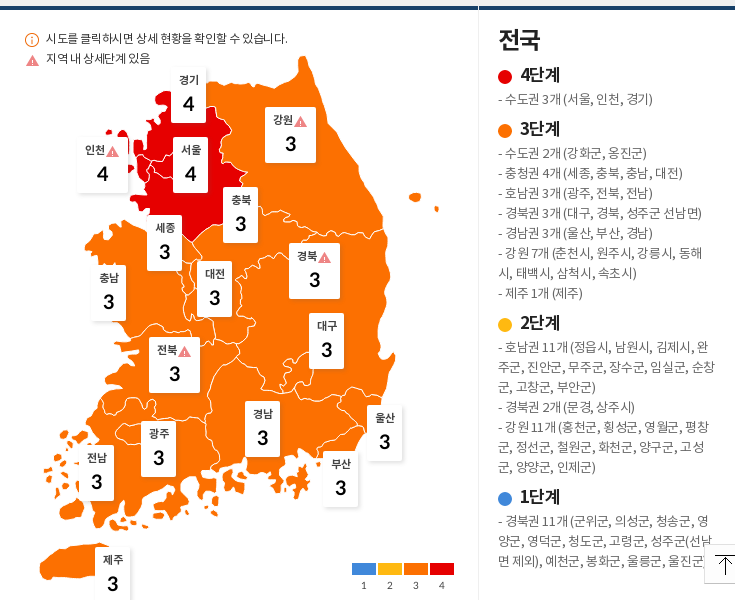 시도를 클릭하시면 상세 현황을 확인할 수 있습니다.
지역 내 상세단계 있음
경기
4
강원
3
인천
4
서울
4
충북
3
세종
3
경북
3
충남
3
대전
3
대구
3
전북
3
경남
3
울산
3
광주
3
전남
3
부산
3
제주
3
1 2 3 4
전국
4단계
- 수도권 3개 (서울, 인천, 경기)
3단계
- 수도권 2개 (강화군, 옹진군)
- 충청권 4개 (세종, 충북, 충남, 대전)
- 호남권 3개 (광주, 전북, 전남)
- 경북권 3개 (대구, 경북, 성주군 선남면)
- 경남권 3개 (울산, 부산, 경남)
- 강원 7개 (춘천시, 원주시, 강릉시, 동해
시, 태백시, 삼척시, 속초시)
- 제주 1개 (제주)
2단계
- 호남권 11개 (정읍시, 남원시, 김제시, 완
주군, 진안군, 무주군, 장수군, 임실군, 순창
군, 고창군, 부안군)
- 경북권 2개 (문경, 상주시)
- 강원 11개 (홍천군, 횡성군, 영월군, 평창
군, 정선군, 철원군, 화천군, 양구군, 고성
군, 양양군, 인제군)
1단계
- 경북권 11개 (군위군, 의성군, 청송군, 영
양군, 영덕군, 청도군, 고령군, 성주군(선남
면 제외), 예천군, 봉화군, 울릉군, 울진군)